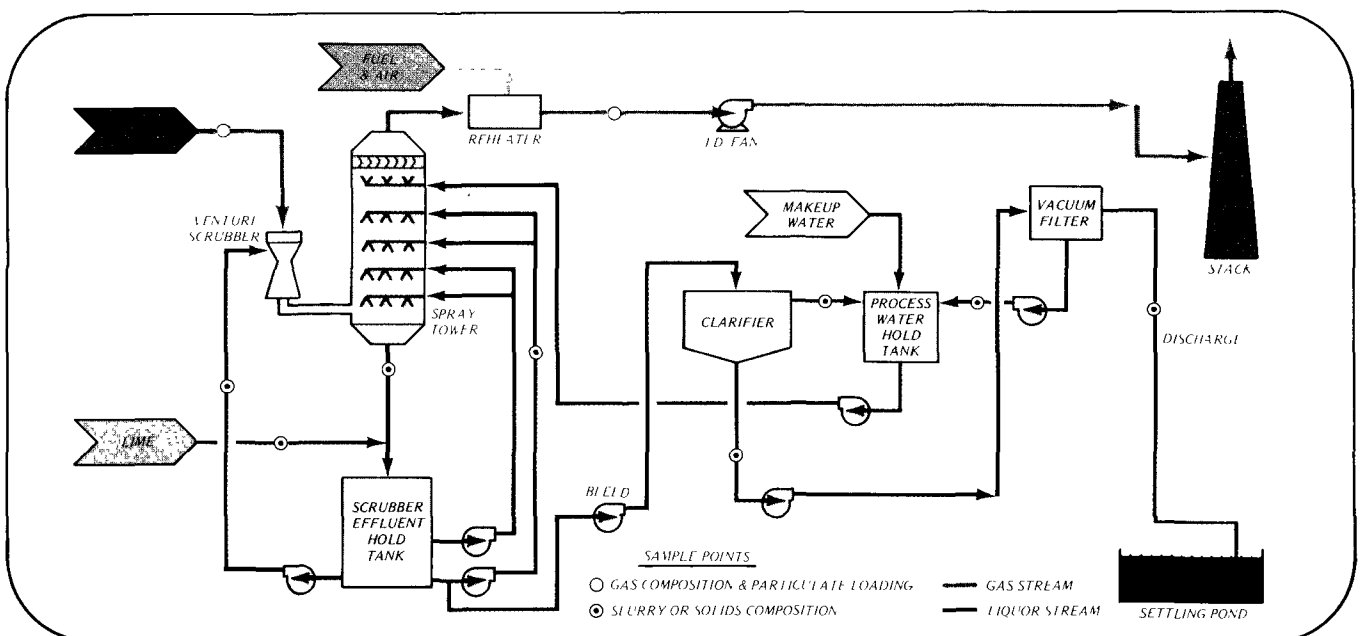 FUEL
& AIR
REHEATER
I.D. FAN
STACK
VENTURI
SCRUBBER
SPRAY
TOWER
MAKEUP
WATER
VACUUM
FILTER
CLARIFIER
PROCESS
WATER
HOLD
TANK
DISCHARGE
LIME
SCRUBBER
EFFLUENT
HOLD
TANK
BLEED
SAMPLE POINTS
GAS COMPOSITION & PARTICULATE LOADING
GAS STREAM
SLURRY OR SOLIDS COMPOSITION
LIQUOR STREAM
SETTLING POND